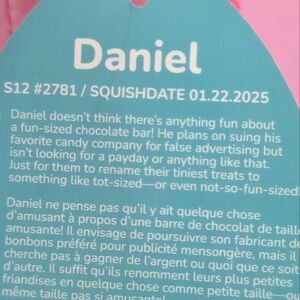 Daniel
S12 #2781 / SQUISHDATE 01.22.2025
Daniel doesn't think there's anything fun about
a fun-sized chocolate bar! He plans on suing his
favorite candy company for false advertising but
isn't looking for a payday or anything like that.
Just for them to rename their tiniest treats to
something like tot-sized—or even not-so-fun-sized!
Daniel ne pense pas qu'il y ait quelque chose
d'amusant à propos d'une barre de chocolat de taille
amusante! Il envisage de poursuivre son fabricant de
bonbons préféré pour publicité mensongère, mais il
cherche pas à gagner de l'argent ou quoi que ce soit
d'autre. Il suffit qu'ils renomment leurs plus petites
friandises en quelque chose comme petite taille—
même taille pas si amusante!